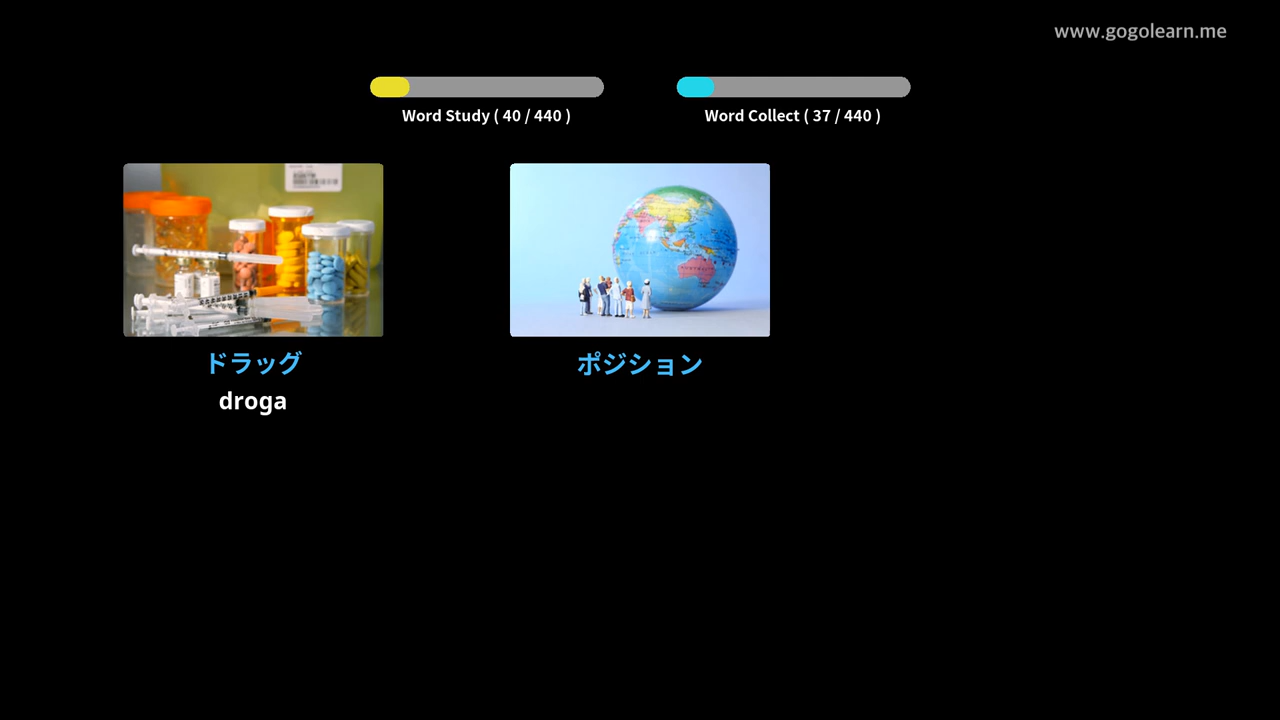 www.gogolearn.me
Word Study ( 40 / 440 )
Word Collect ( 37 / 440 )
ドラッグ
droga
ポジション